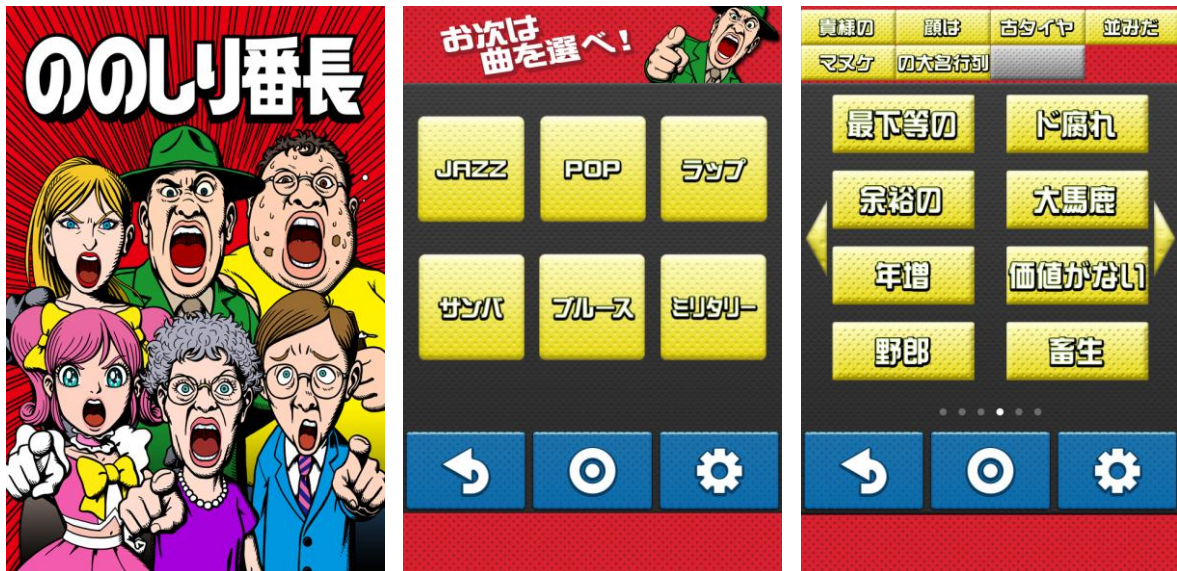 ののしり番長
お次は
曲を選べ!
JAZZ POP ラップ
サンバ ブルース ミリタリー
貴様の 顔は 古タイヤ 並みだ
マヌケ の大名行列
最下等の ド腐れ
余裕の 大馬鹿
年増 価値がない
野郎 畜生